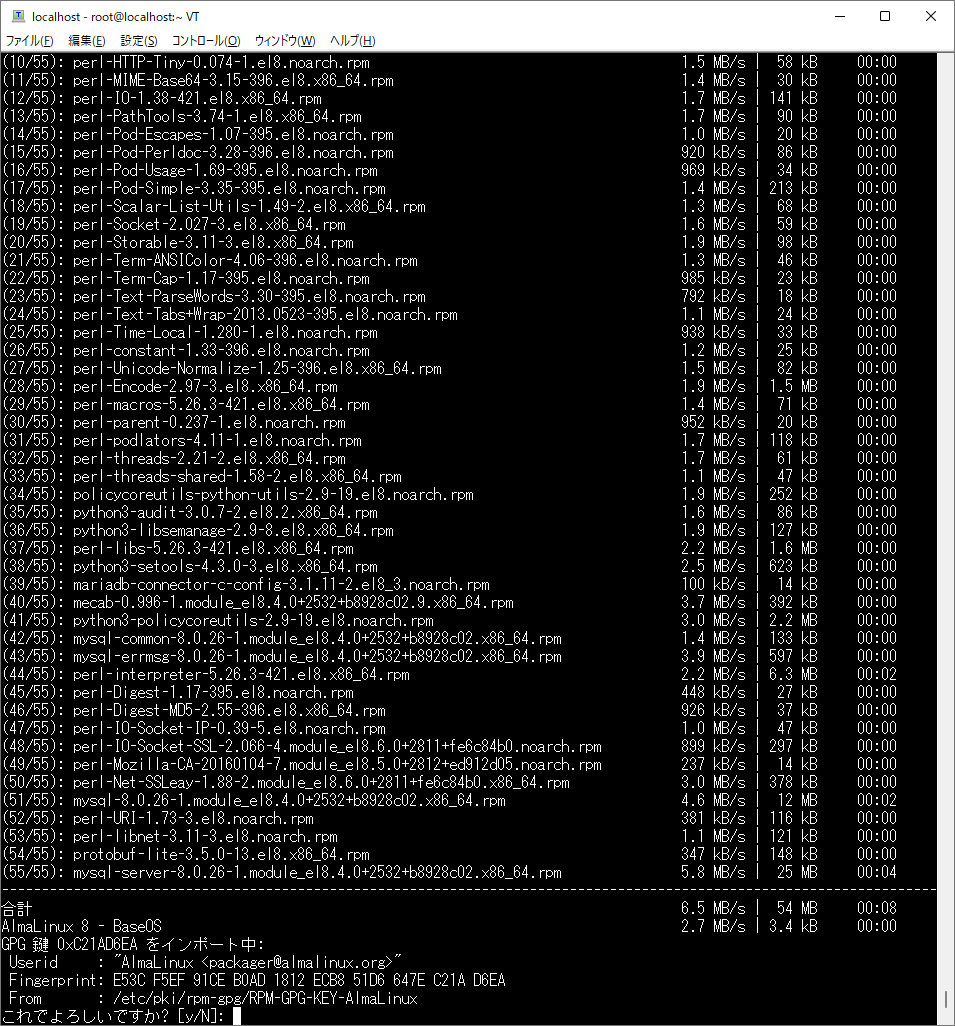 localhost - root@localhost:~ VT
ファイル(F) 編集(E) 設定(S) コントロール(O) ウィンドウ(W) ヘルプ(H)
(10/55): perl-HTTP-Tiny-0.074-1.el8.noarch.rpm 1.5 MB/s | 58 kB 00:00
(11/55): perl-MIME-Base64-3.15-396.el8.x86_64.rpm 1.4 MB/s | 30 kB 00:00
(12/55): perl-IO-1.38-421.el8.x86_64.rpm 1.7 MB/s | 141 kB 00:00
(13/55): perl-PathTools-3.74-1.el8.x86_64.rpm 1.7 MB/s | 90 kB 00:00
(14/55): perl-Pod-Escapes-1.07-395.el8.noarch.rpm 1.0 MB/s | 20 kB 00:00
(15/55): perl-Pod-Perldoc-3.28-396.el8.noarch.rpm 920 kB/s | 86 kB 00:00
(16/55): perl-Pod-Usage-1.69-395.el8.noarch.rpm 969 kB/s | 34 kB 00:00
(17/55): perl-Pod-Simple-3.35-395.el8.noarch.rpm 1.4 MB/s | 213 kB 00:00
(18/55): perl-Scalar-List-Utils-1.49-2.el8.x86_64.rpm 1.3 MB/s | 68 kB 00:00
(19/55): perl-Socket-2.027-3.el8.x86_64.rpm 1.6 MB/s | 59 kB 00:00
(20/55): perl-Storable-3.11-3.el8.x86_64.rpm 1.9 MB/s | 98 kB 00:00
(21/55): perl-Term-ANSIColor-4.06-396.el8.noarch.rpm 1.3 MB/s | 46 kB 00:00
(22/55): perl-Term-Cap-1.17-395.el8.noarch.rpm 985 kB/s | 23 kB 00:00
(23/55): perl-Text-ParseWords-3.30-395.el8.noarch.rpm 792 kB/s | 18 kB 00:00
(24/55): perl-Text-Tabs+Wrap-2013.0523-395.el8.noarch.rpm 1.1 MB/s | 24 kB 00:00
(25/55): perl-Time-Local-1.280-1.el8.noarch.rpm 938 kB/s | 33 kB 00:00
(26/55): perl-constant-1.33-396.el8.noarch.rpm 1.2 MB/s | 25 kB 00:00
(27/55): perl-Unicode-Normalize-1.25-396.el8.x86_64.rpm 1.5 MB/s | 82 kB 00:00
(28/55): perl-Encode-2.97-3.el8.x86_64.rpm 1.9 MB/s | 1.5 MB 00:00
(29/55): perl-macros-5.26.3-421.el8.x86_64.rpm 1.4 MB/s | 71 kB 00:00
(30/55): perl-parent-0.237-1.el8.noarch.rpm 952 kB/s | 20 kB 00:00
(31/55): perl-podlators-4.11-1.el8.noarch.rpm 1.7 MB/s | 118 kB 00:00
(32/55): perl-threads-2.21-2.el8.x86_64.rpm 1.7 MB/s | 61 kB 00:00
(33/55): perl-threads-shared-1.58-2.el8.x86_64.rpm 1.1 MB/s | 47 kB 00:00
(34/55): policycoreutils-python-utils-2.9-19.el8.noarch.rpm 1.9 MB/s | 252 kB 00:00
(35/55): python3-audit-3.0.7-2.el8.2.x86_64.rpm 1.6 MB/s | 86 kB 00:00
(36/55): python3-libsemanage-2.9-8.el8.x86_64.rpm 1.9 MB/s | 127 kB 00:00
(37/55): perl-libs-5.26.3-421.el8.x86_64.rpm 2.2 MB/s | 1.6 MB 00:00
(38/55): python3-setools-4.3.0-3.el8.x86_64.rpm 2.5 MB/s | 623 kB 00:00
(39/55): mariadb-connector-c-config-3.1.11-2.el8_3.noarch.rpm 100 kB/s | 14 kB 00:00
(40/55): mecab-0.996-1.module_el8.4.0+2532+b8928c02.9.x86_64.rpm 3.7 MB/s | 392 kB 00:00
(41/55): python3-policycoreutils-2.9-19.el8.noarch.rpm 3.0 MB/s | 2.2 MB 00:00
(42/55): mysql-common-8.0.26-1.module_el8.4.0+2532+b8928c02.x86_64.rpm 1.4 MB/s | 133 kB 00:00
(43/55): mysql-errmsg-8.0.26-1.module_el8.4.0+2532+b8928c02.x86_64.rpm 3.9 MB/s | 597 kB 00:00
(44/55): perl-interpreter-5.26.3-421.el8.x86_64.rpm 2.2 MB/s | 6.3 MB 00:02
(45/55): perl-Digest-1.17-395.el8.noarch.rpm 448 kB/s | 27 kB 00:00
(46/55): perl-Digest-MD5-2.55-396.el8.x86_64.rpm 926 kB/s | 37 kB 00:00
(47/55): perl-IO-Socket-IP-0.39-5.el8.noarch.rpm 1.0 MB/s | 47 kB 00:00
(48/55): perl-IO-Socket-SSL-2.066-4.module_el8.6.0+2811+fe6c84b0.noarch.rpm 899 kB/s | 297 kB 00:00
(49/55): perl-Mozilla-CA-20160104-7.module_el8.5.0+2812+ed912d05.noarch.rpm 237 kB/s | 14 kB 00:00
(50/55): perl-Net-SSLeay-1.88-2.module_el8.6.0+2811+fe6c84b0.x86_64.rpm 3.0 MB/s | 378 kB 00:00
(51/55): mysql-8.0.26-1.module_el8.4.0+2532+b8928c02.x86_64.rpm 4.6 MB/s | 12 MB 00:02
(52/55): perl-URI-1.73-3.el8.noarch.rpm 381 kB/s | 116 kB 00:00
(53/55): perl-libnet-3.11-3.el8.noarch.rpm 1.1 MB/s | 121 kB 00:00
(54/55): protobuf-lite-3.5.0-13.el8.x86_64.rpm 347 kB/s | 148 kB 00:00
(55/55): mysql-server-8.0.26-1.module_el8.4.0+2532+b8928c02.x86_64.rpm 5.8 MB/s | 25 MB 00:04
--------------------------------------------------------------------------------
合計 6.5 MB/s | 54 MB 00:08
AlmaLinux 8 - BaseOS 2.7 MB/s | 3.4 kB 00:00
GPG 鍵 0xC21AD6EA をインポート中:
Userid : "AlmaLinux <packager@almalinux.org>"
Fingerprint: E53C F5EF 91CE B0AD 1812 ECB8 51D6 647E C21A D6EA
From : /etc/pki/rpm-gpg/RPM-GPG-KEY-AlmaLinux
これでよろしいですか? [y/N]: